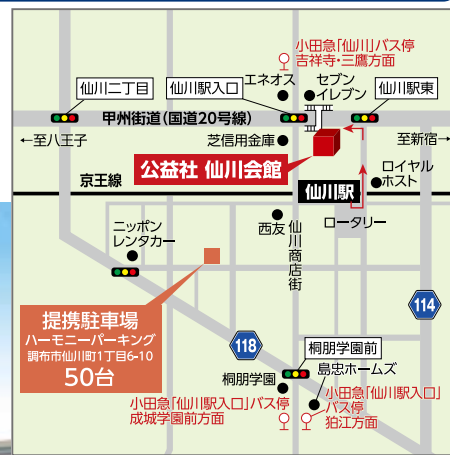 小田急「仙川」バス停
吉祥寺・三鷹方面
仙川二丁目
仙川駅入口
エネオス
セブン
イレブン
仙川駅東
甲州街道(国道20号線)
←至八王子
芝信用金庫
至新宿→
公益社 仙川会館
京王線
仙川駅
ロイヤル
ホスト
ニッポン
レンタカー
西友
仙川商店街
ロータリー
提携駐車場
ハーモニーパーキング
調布市仙川町1丁目6-10
50台
114
118
桐朋学園前
桐朋学園
島忠ホームズ
小田急「仙川駅入口」バス停
成城学園前方面
小田急「仙川駅入口」
バス停
狛江方面